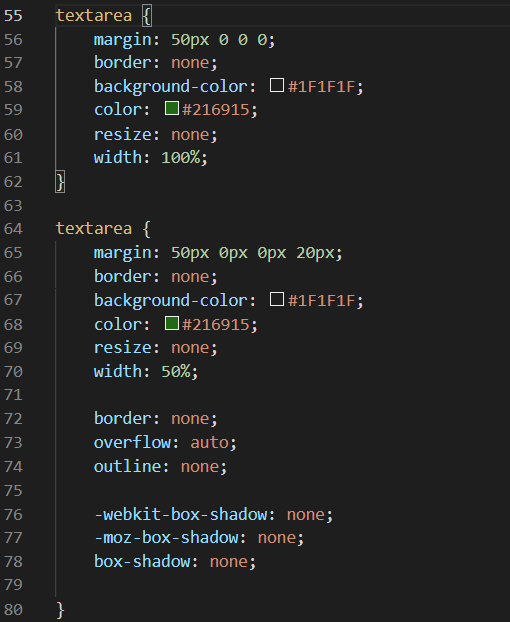 55 textarea {
56     margin: 50px 0 0 0;
57     border: none;
58     background-color: #1F1F1F;
59     color: #216915;
60     resize: none;
61     width: 100%;
62 }
63
64 textarea {
65     margin: 50px 0px 0px 20px;
66     border: none;
67     background-color: #1F1F1F;
68     color: #216915;
69     resize: none;
70     width: 50%;
71
72     border: none;
73     overflow: auto;
74     outline: none;
75
76     -webkit-box-shadow: none;
77     -moz-box-shadow: none;
78     box-shadow: none;
79
80 }